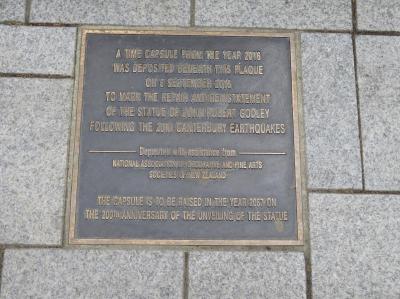 A TIME CAPSULE FROM THE YEAR 2016
WAS DEPOSITED BENEATH THIS PLAQUE
ON 6 SEPTEMBER 2016
TO MARK THE REPAIR AND REINSTATEMENT
OF THE STATUE OF JOHN ROBERT GODLEY
FOLLOWING THE CANTERBURY EARTHQUAKES
Deposited with assistance from
NATIONAL ASSOCIATION OF DECORATIVE AND FINE ARTS
SOCIETIES OF NEW ZEALAND
THE CAPSULE IS TO BE RAISED IN THE YEAR 2067 ON
THE 200TH ANNIVERSARY OF THE UNVEILING OF THE STATUE